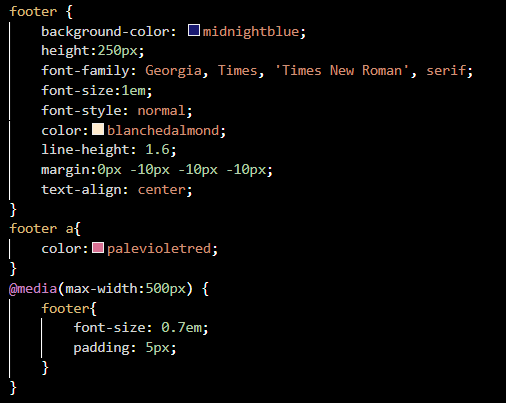 footer {
    background-color: midnightblue;
    height:250px;
    font-family: Georgia, Times, 'Times New Roman', serif;
    font-size:1em;
    font-style: normal;
    color:blanchedalmond;
    line-height: 1.6;
    margin:0px -10px -10px -10px;
    text-align: center;
}
footer a{
    color:palevioletred;
}
@media(max-width:500px) {
    footer{
        font-size: 0.7em;
        padding: 5px;
    }
}